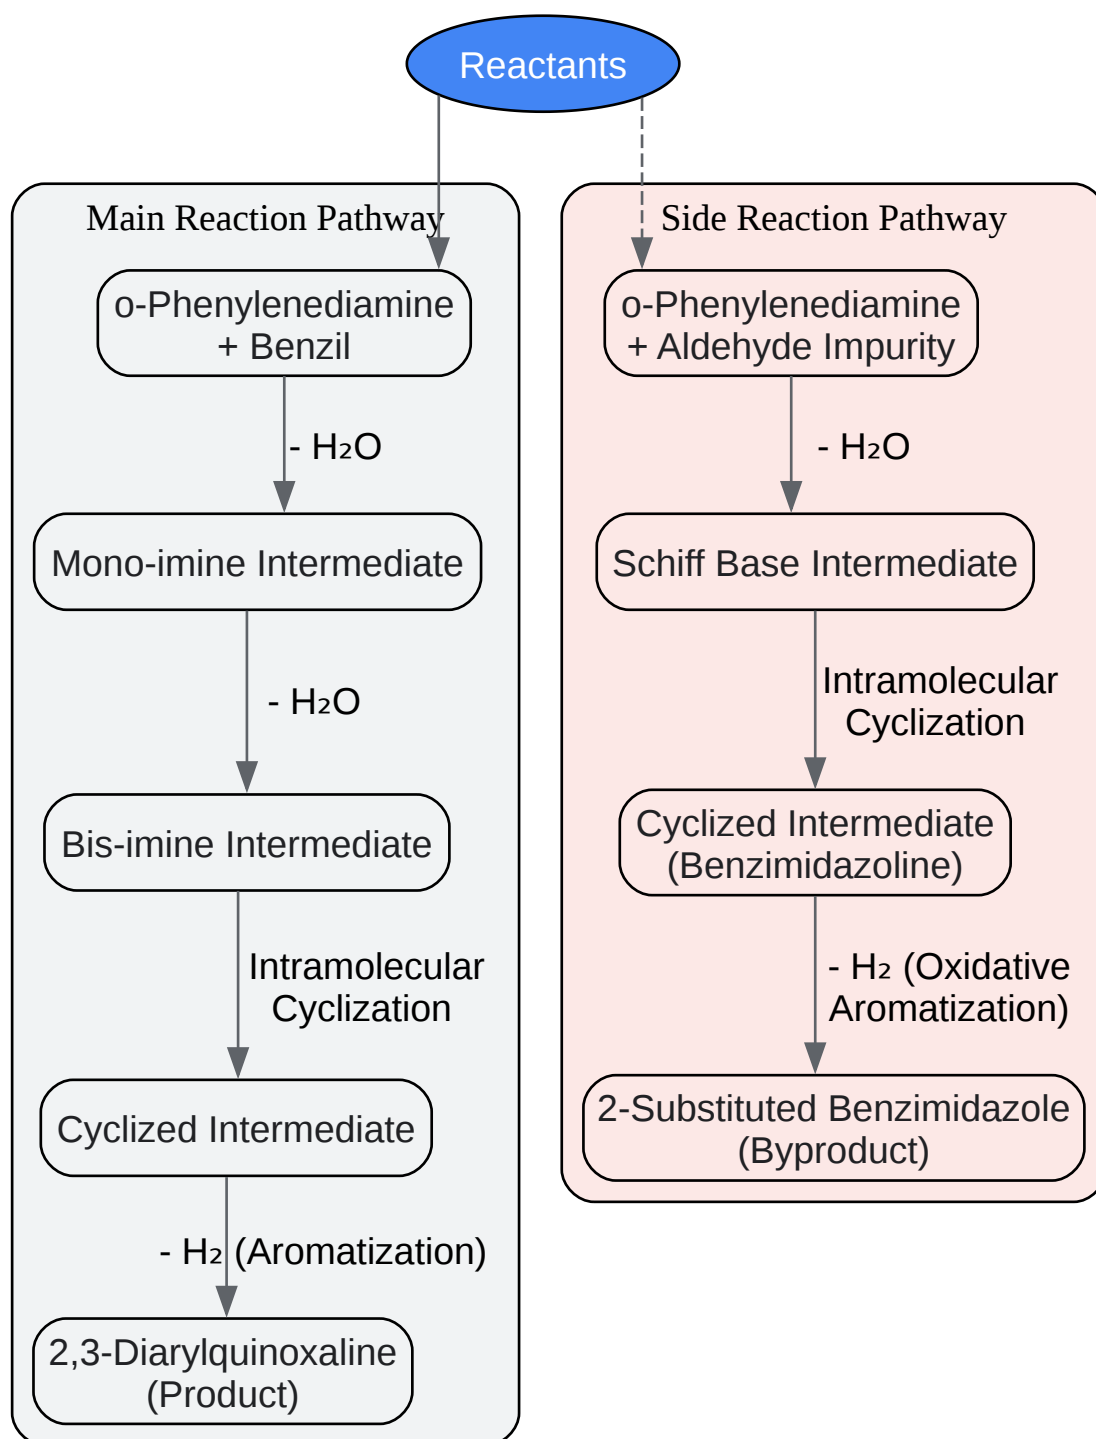 Reactants
Main Reaction Pathway
o-Phenylenediamine
+ Benzil
- H₂O
Mono-imine Intermediate
- H₂O
Bis-imine Intermediate
Intramolecular
Cyclization
Cyclized Intermediate
- H₂ (Aromatization)
2,3-Diarylquinoxaline
(Product)
Side Reaction Pathway
o-Phenylenediamine
+ Aldehyde Impurity
- H₂O
Schiff Base Intermediate
Intramolecular
Cyclization
Cyclized Intermediate
(Benzimidazoline)
- H₂ (Oxidative
Aromatization)
2-Substituted Benzimidazole
(Byproduct)